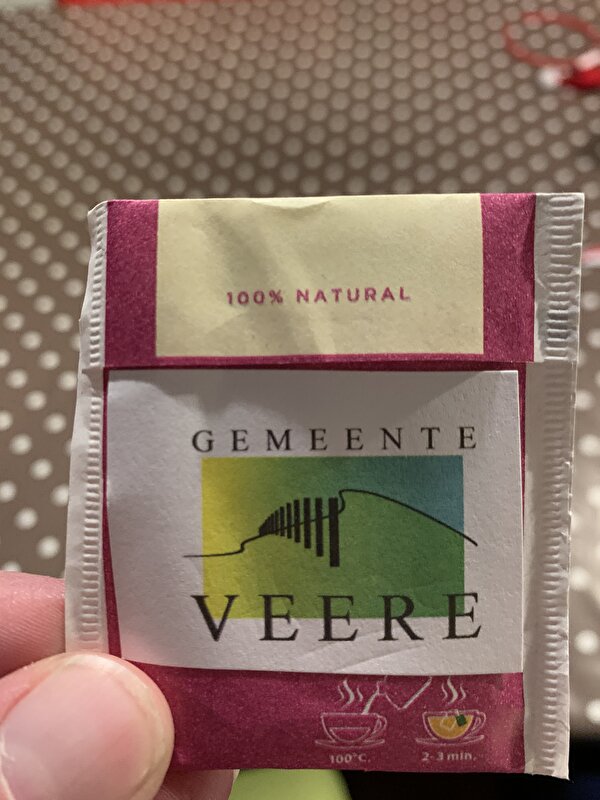 100% NATURAL
GEMEENTE
VEERE
100°C.
2-3 min.